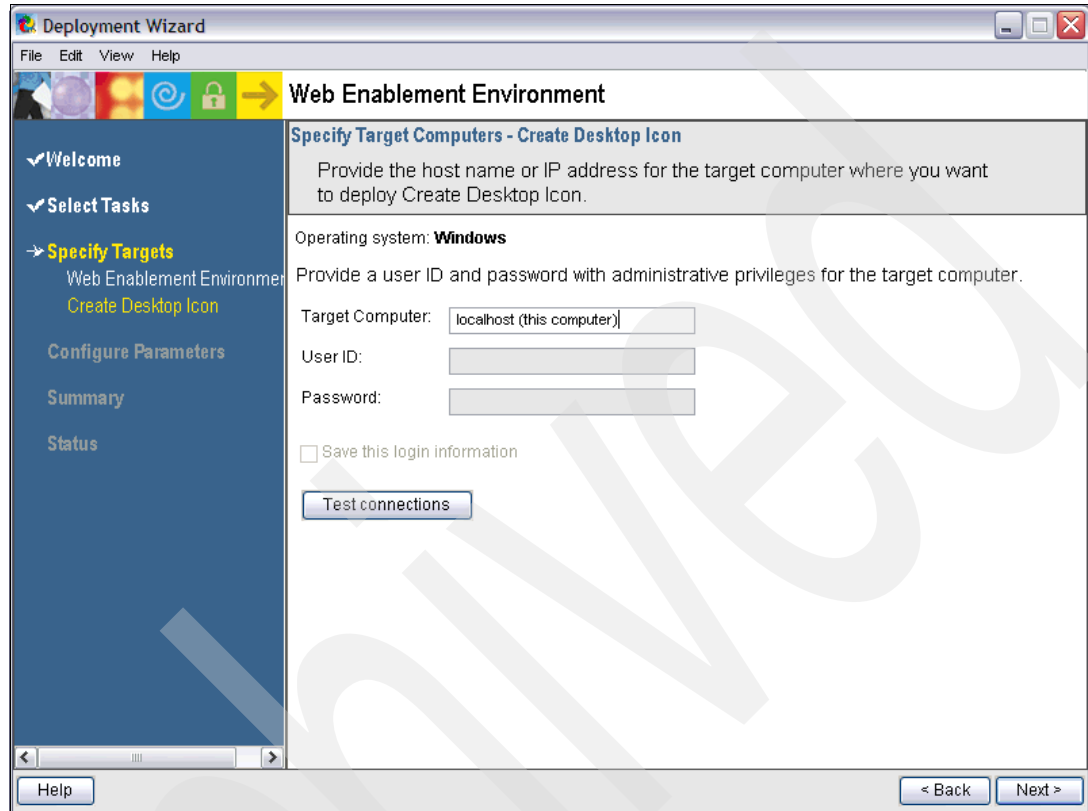 Deployment Wizard
File Edit View Help
Web Enablement Environment
Welcome
Select Tasks
Specify Targets
Web Enablement Environmer
Create Desktop Icon
Configure Parameters
Summary
Status
Specify Target Computers - Create Desktop Icon
Provide the host name or IP address for the target computer where you want
to deploy Create Desktop Icon.
Operating system: Windows
Provide a user ID and password with administrative privileges for the target computer.
Target Computer: localhost (this computer)
User ID:
Password:
Save this login information
Test connections
Help < Back Next >